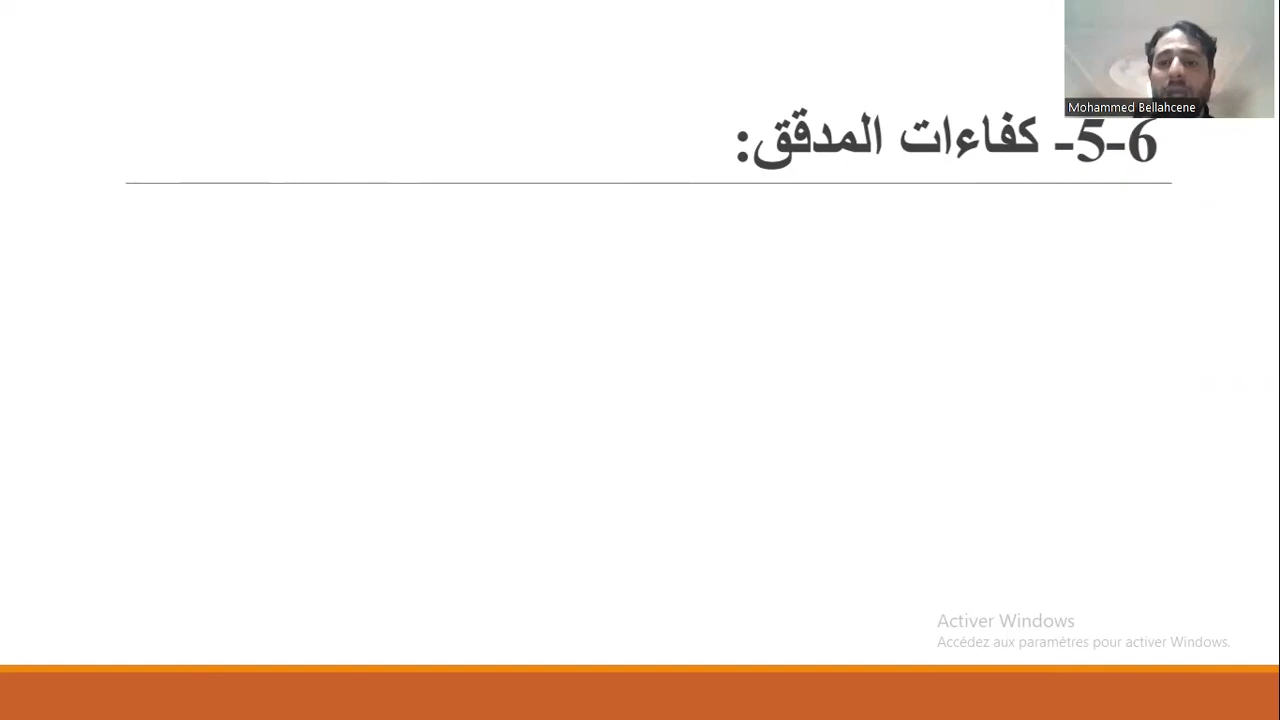 Mohammed Bellahcene
5-6- كفاءات المدقق:
Activer Windows
Accédez aux paramètres pour activer Windows.